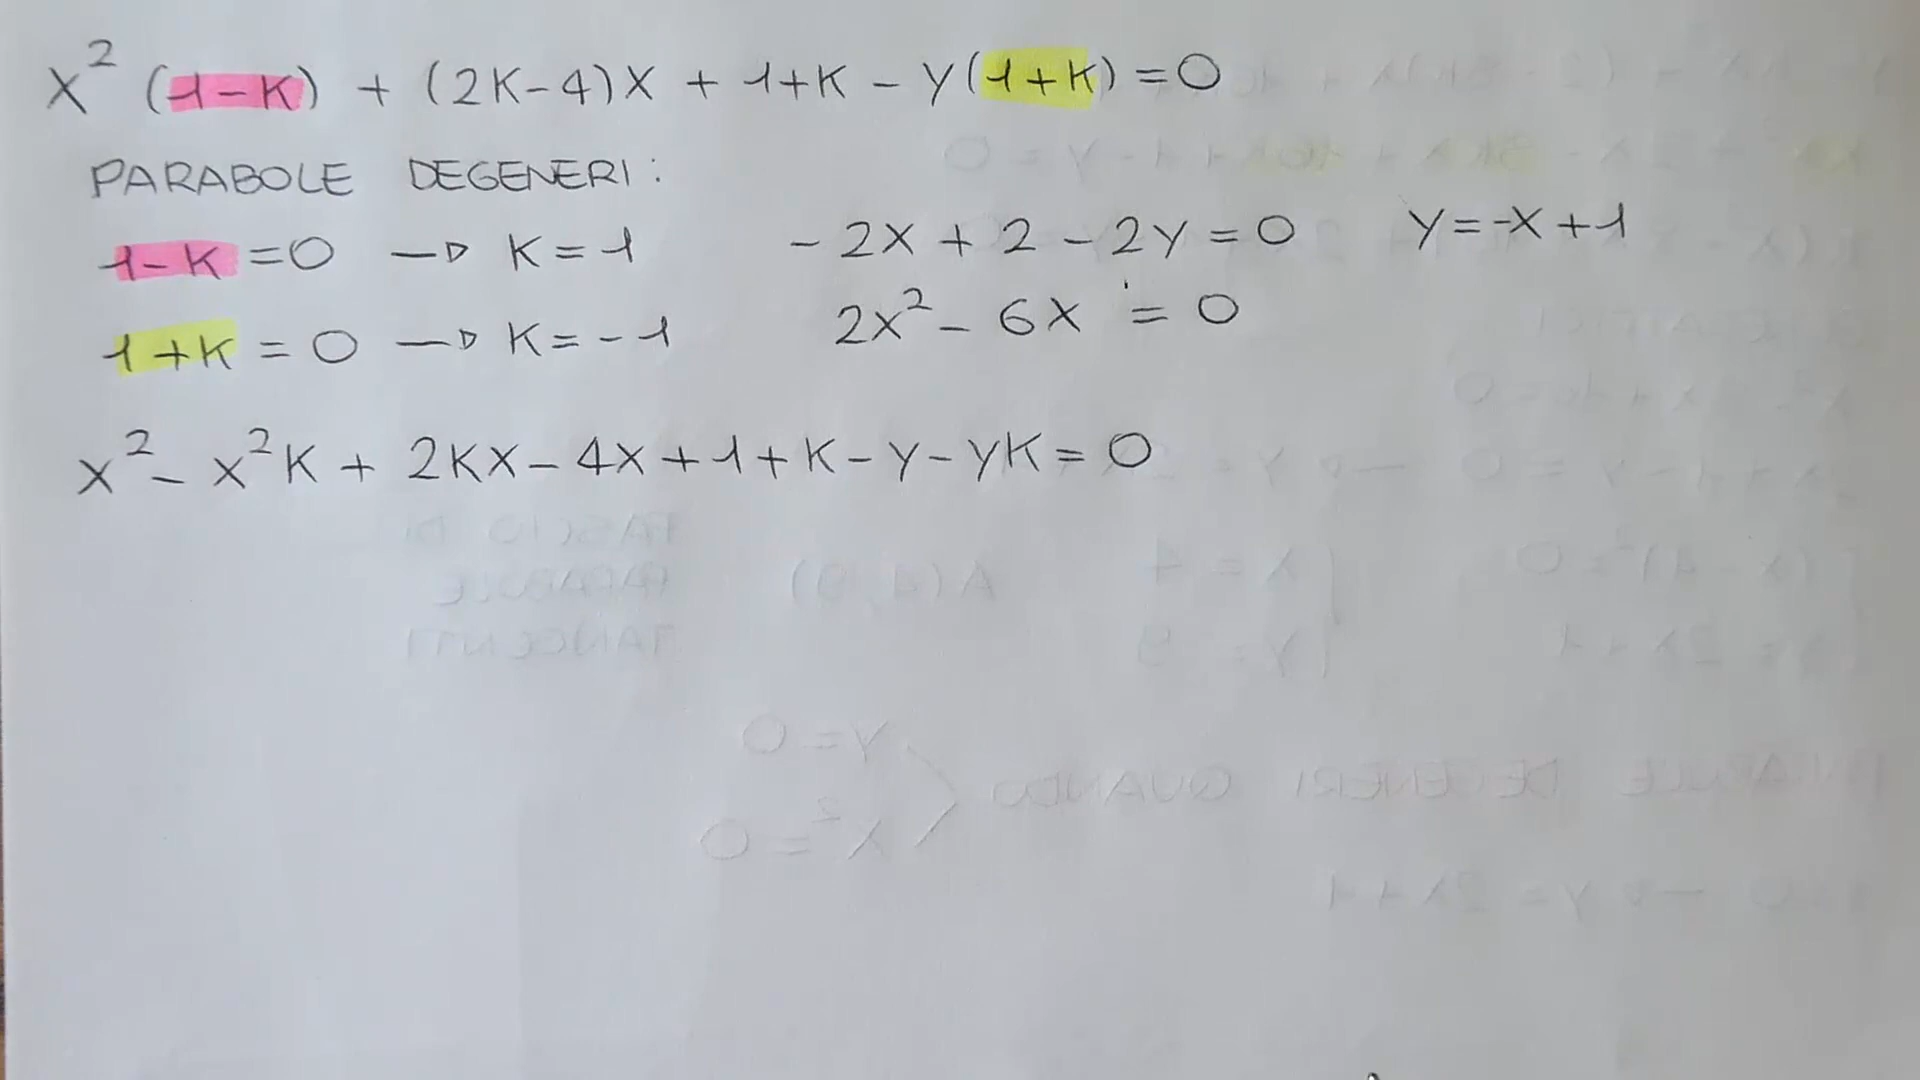 x² (1-K) + (2K-4)x + 1+K - y(1+K) = 0
PARABOLE DEGENERI :
1-K = 0 → K = 1 -2x + 2 - 2y = 0 y = -x + 1
1+K = 0 → K = -1 2x² - 6x = 0
x² - x²K + 2Kx - 4x + 1 + K - y - yK = 0